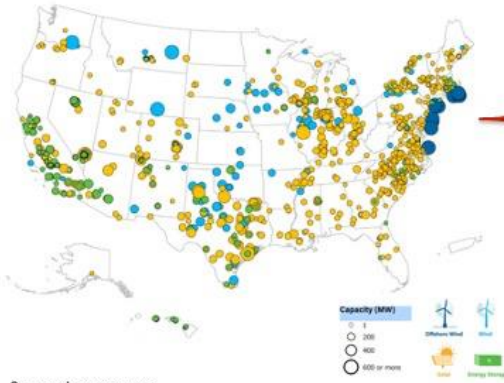 Capacity (MW)
1
200
400
600 or more
Offshore Wind
Wind
Solar
Energy Storage